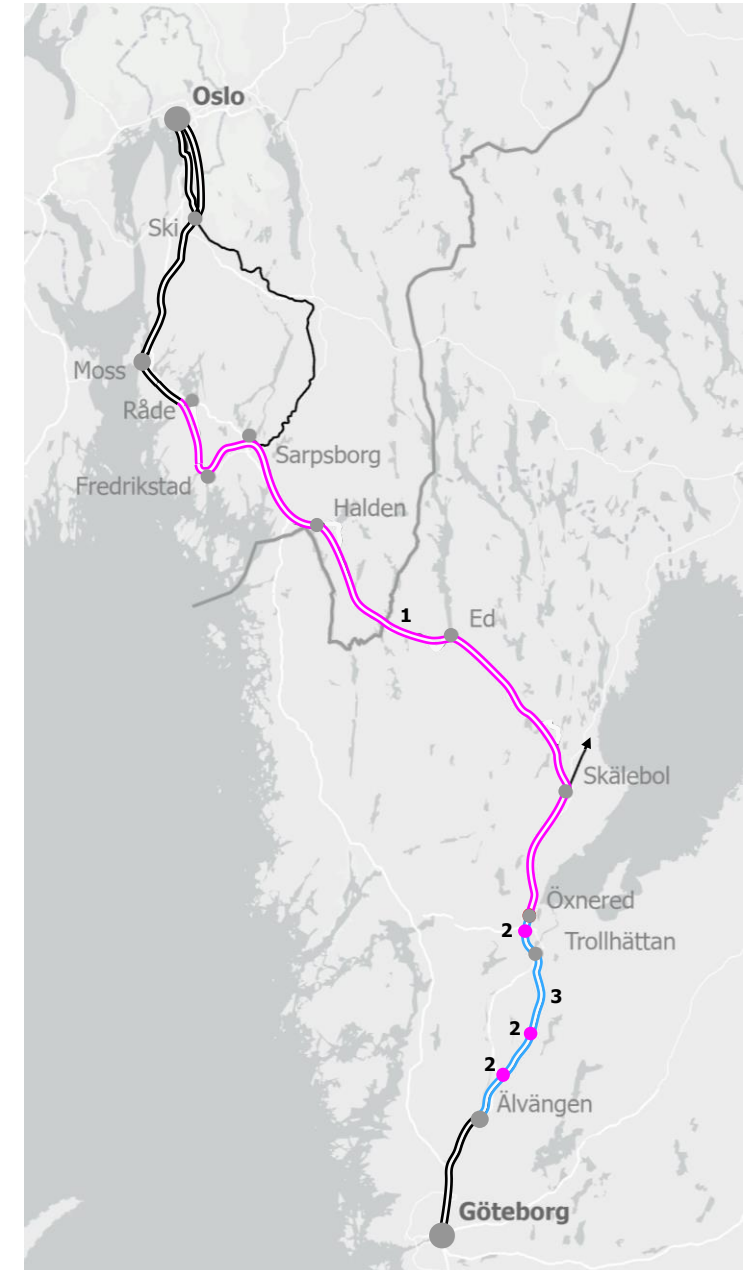 Oslo
Ski
Moss
Råde
Sarpsborg
Fredrikstad
Halden
1
Ed
Skälebol
Öxnered
2
Trollhättan
3
2
2
Älvängen
Göteborg